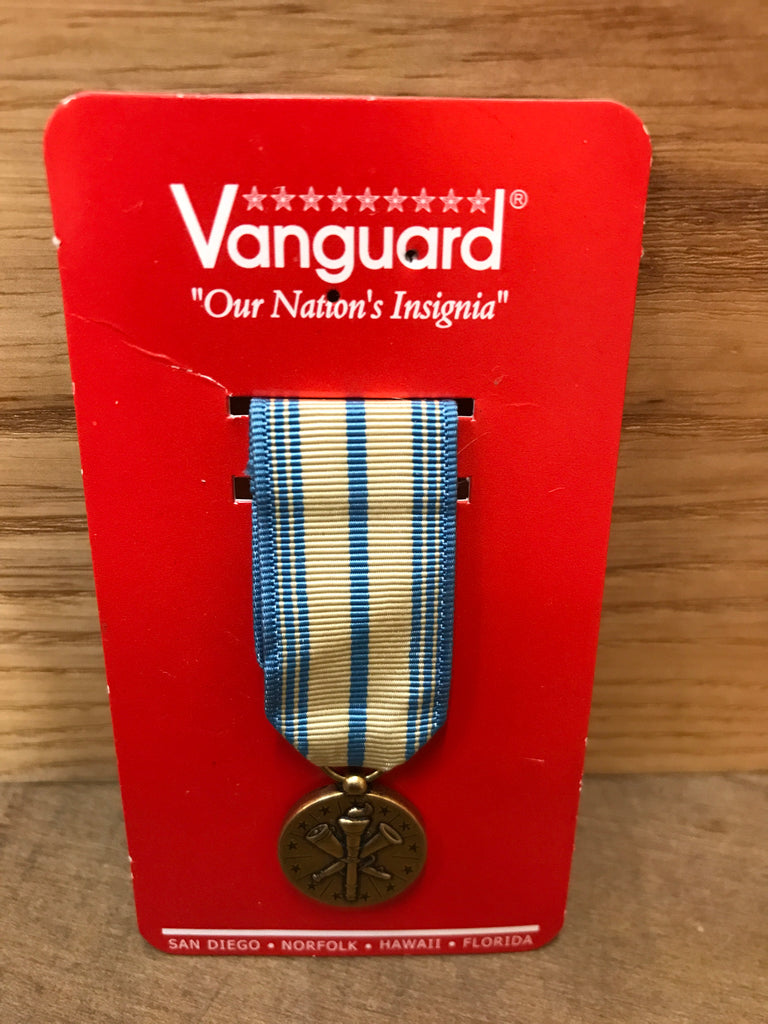 Vanguard®
"Our Nation's Insignia"
SAN DIEGO • NORFOLK • HAWAII • FLORIDA